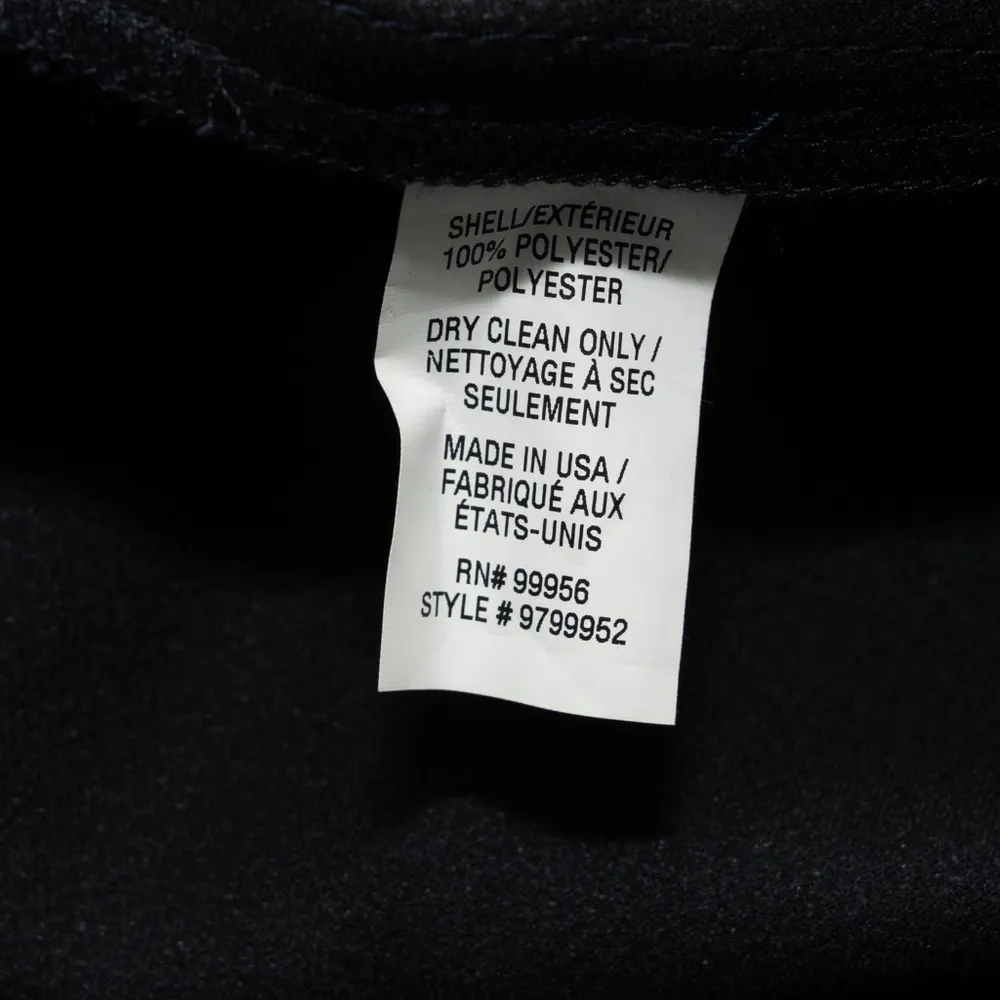 SHELL/EXTÉRIEUR
100% POLYESTER/
POLYESTER
DRY CLEAN ONLY /
NETTOYAGE À SEC
SEULEMENT
MADE IN USA /
FABRIQUÉ AUX
ÉTATS-UNIS
RN# 99956
STYLE # 9799952